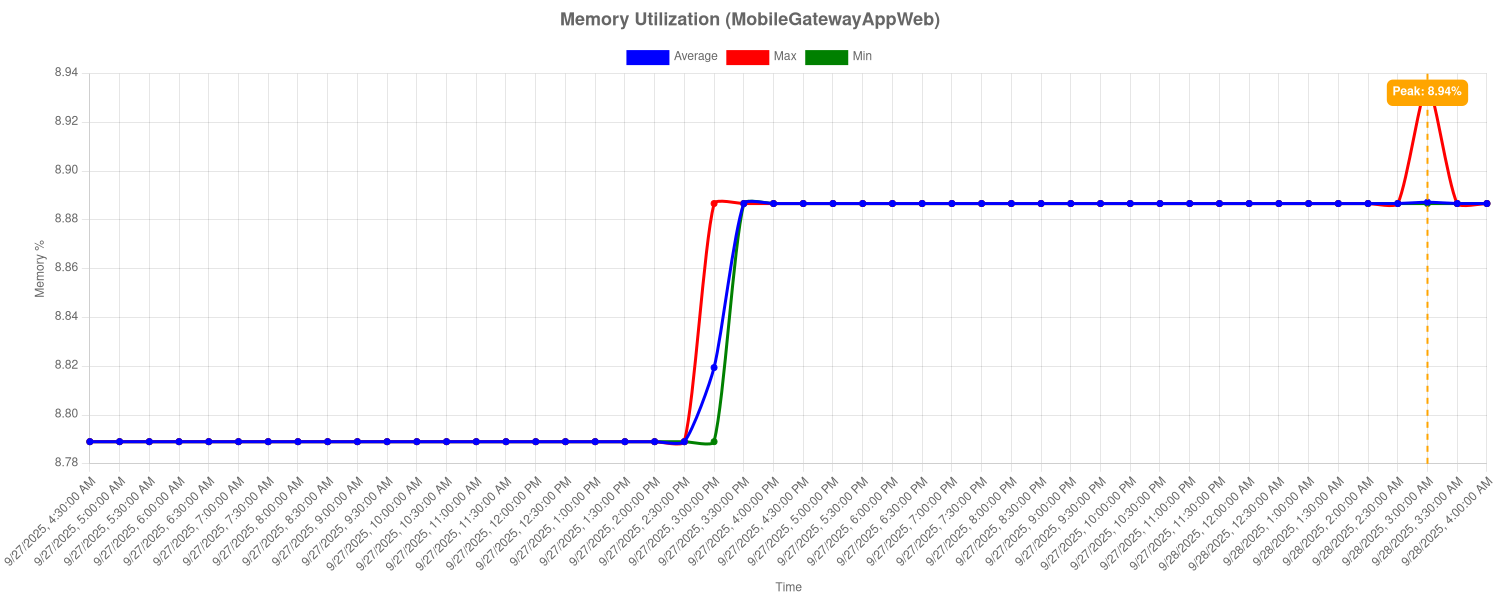 Memory Utilization (MobileGatewayAppWeb)
Average Max Min
8.94
8.92
8.90
8.88
8.86
8.84
8.82
8.80
8.78
Memory %
Peak: 8.94%
9/27/2025, 4:30:00 AM
9/27/2025, 5:00:00 AM
9/27/2025, 5:30:00 AM
9/27/2025, 6:00:00 AM
9/27/2025, 6:30:00 AM
9/27/2025, 7:00:00 AM
9/27/2025, 7:30:00 AM
9/27/2025, 8:00:00 AM
9/27/2025, 8:30:00 AM
9/27/2025, 9:00:00 AM
9/27/2025, 9:30:00 AM
9/27/2025, 10:00:00 AM
9/27/2025, 10:30:00 AM
9/27/2025, 11:00:00 AM
9/27/2025, 11:30:00 AM
9/27/2025, 12:00:00 PM
9/27/2025, 12:30:00 PM
9/27/2025, 1:00:00 PM
9/27/2025, 1:30:00 PM
9/27/2025, 2:00:00 PM
9/27/2025, 2:30:00 PM
9/27/2025, 3:00:00 PM
9/27/2025, 3:30:00 PM
9/27/2025, 4:00:00 PM
9/27/2025, 4:30:00 PM
9/27/2025, 5:00:00 PM
9/27/2025, 5:30:00 PM
9/27/2025, 6:00:00 PM
9/27/2025, 6:30:00 PM
9/27/2025, 7:00:00 PM
9/27/2025, 7:30:00 PM
9/27/2025, 8:00:00 PM
9/27/2025, 8:30:00 PM
9/27/2025, 9:00:00 PM
9/27/2025, 9:30:00 PM
9/27/2025, 10:00:00 PM
9/27/2025, 10:30:00 PM
9/27/2025, 11:00:00 PM
9/27/2025, 11:30:00 PM
9/28/2025, 12:00:00 AM
9/28/2025, 12:30:00 AM
9/28/2025, 1:00:00 AM
9/28/2025, 1:30:00 AM
9/28/2025, 2:00:00 AM
9/28/2025, 2:30:00 AM
9/28/2025, 3:00:00 AM
9/28/2025, 3:30:00 AM
9/28/2025, 4:00:00 AM
Time